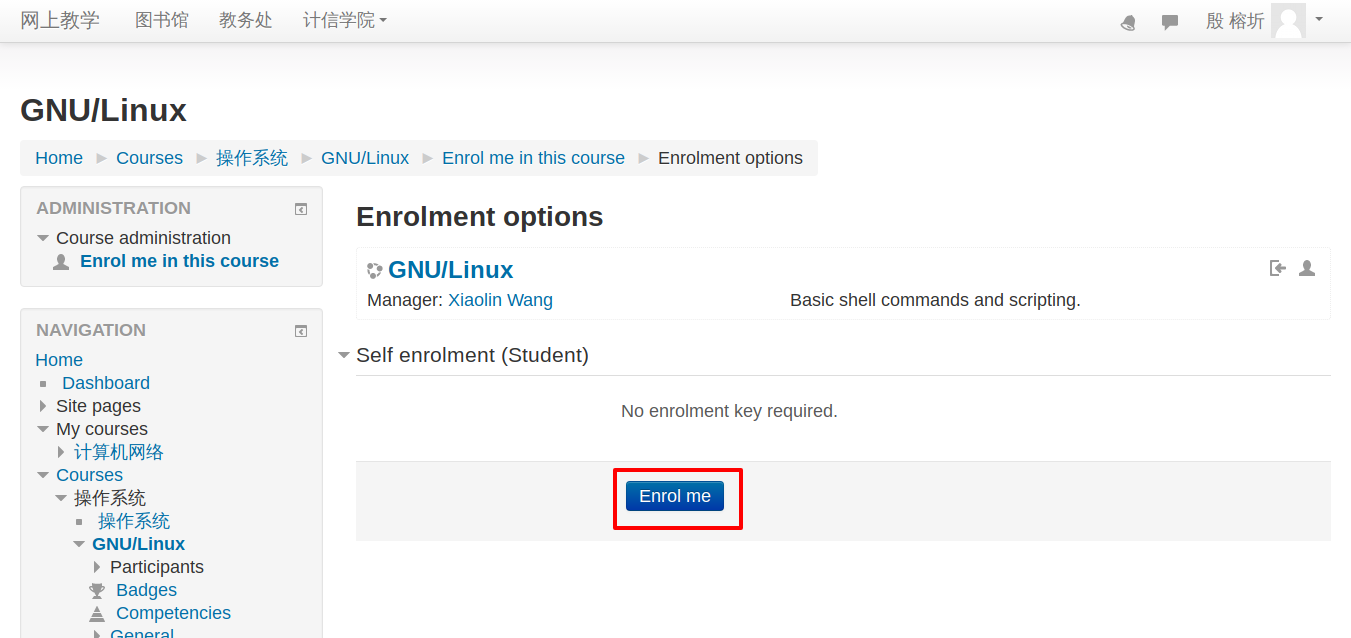 网上教学 图书馆 教务处 计信学院 殷 榕圻
GNU/Linux
Home Courses 操作系统 GNU/Linux Enrol me in this course Enrolment options
ADMINISTRATION
Course administration
Enrol me in this course
NAVIGATION
Home
Dashboard
Site pages
My courses
计算机网络
Courses
操作系统
操作系统
GNU/Linux
Participants
Badges
Competencies
General
Enrolment options
GNU/Linux
Manager: Xiaolin Wang
Basic shell commands and scripting.
Self enrolment (Student)
No enrolment key required.
Enrol me